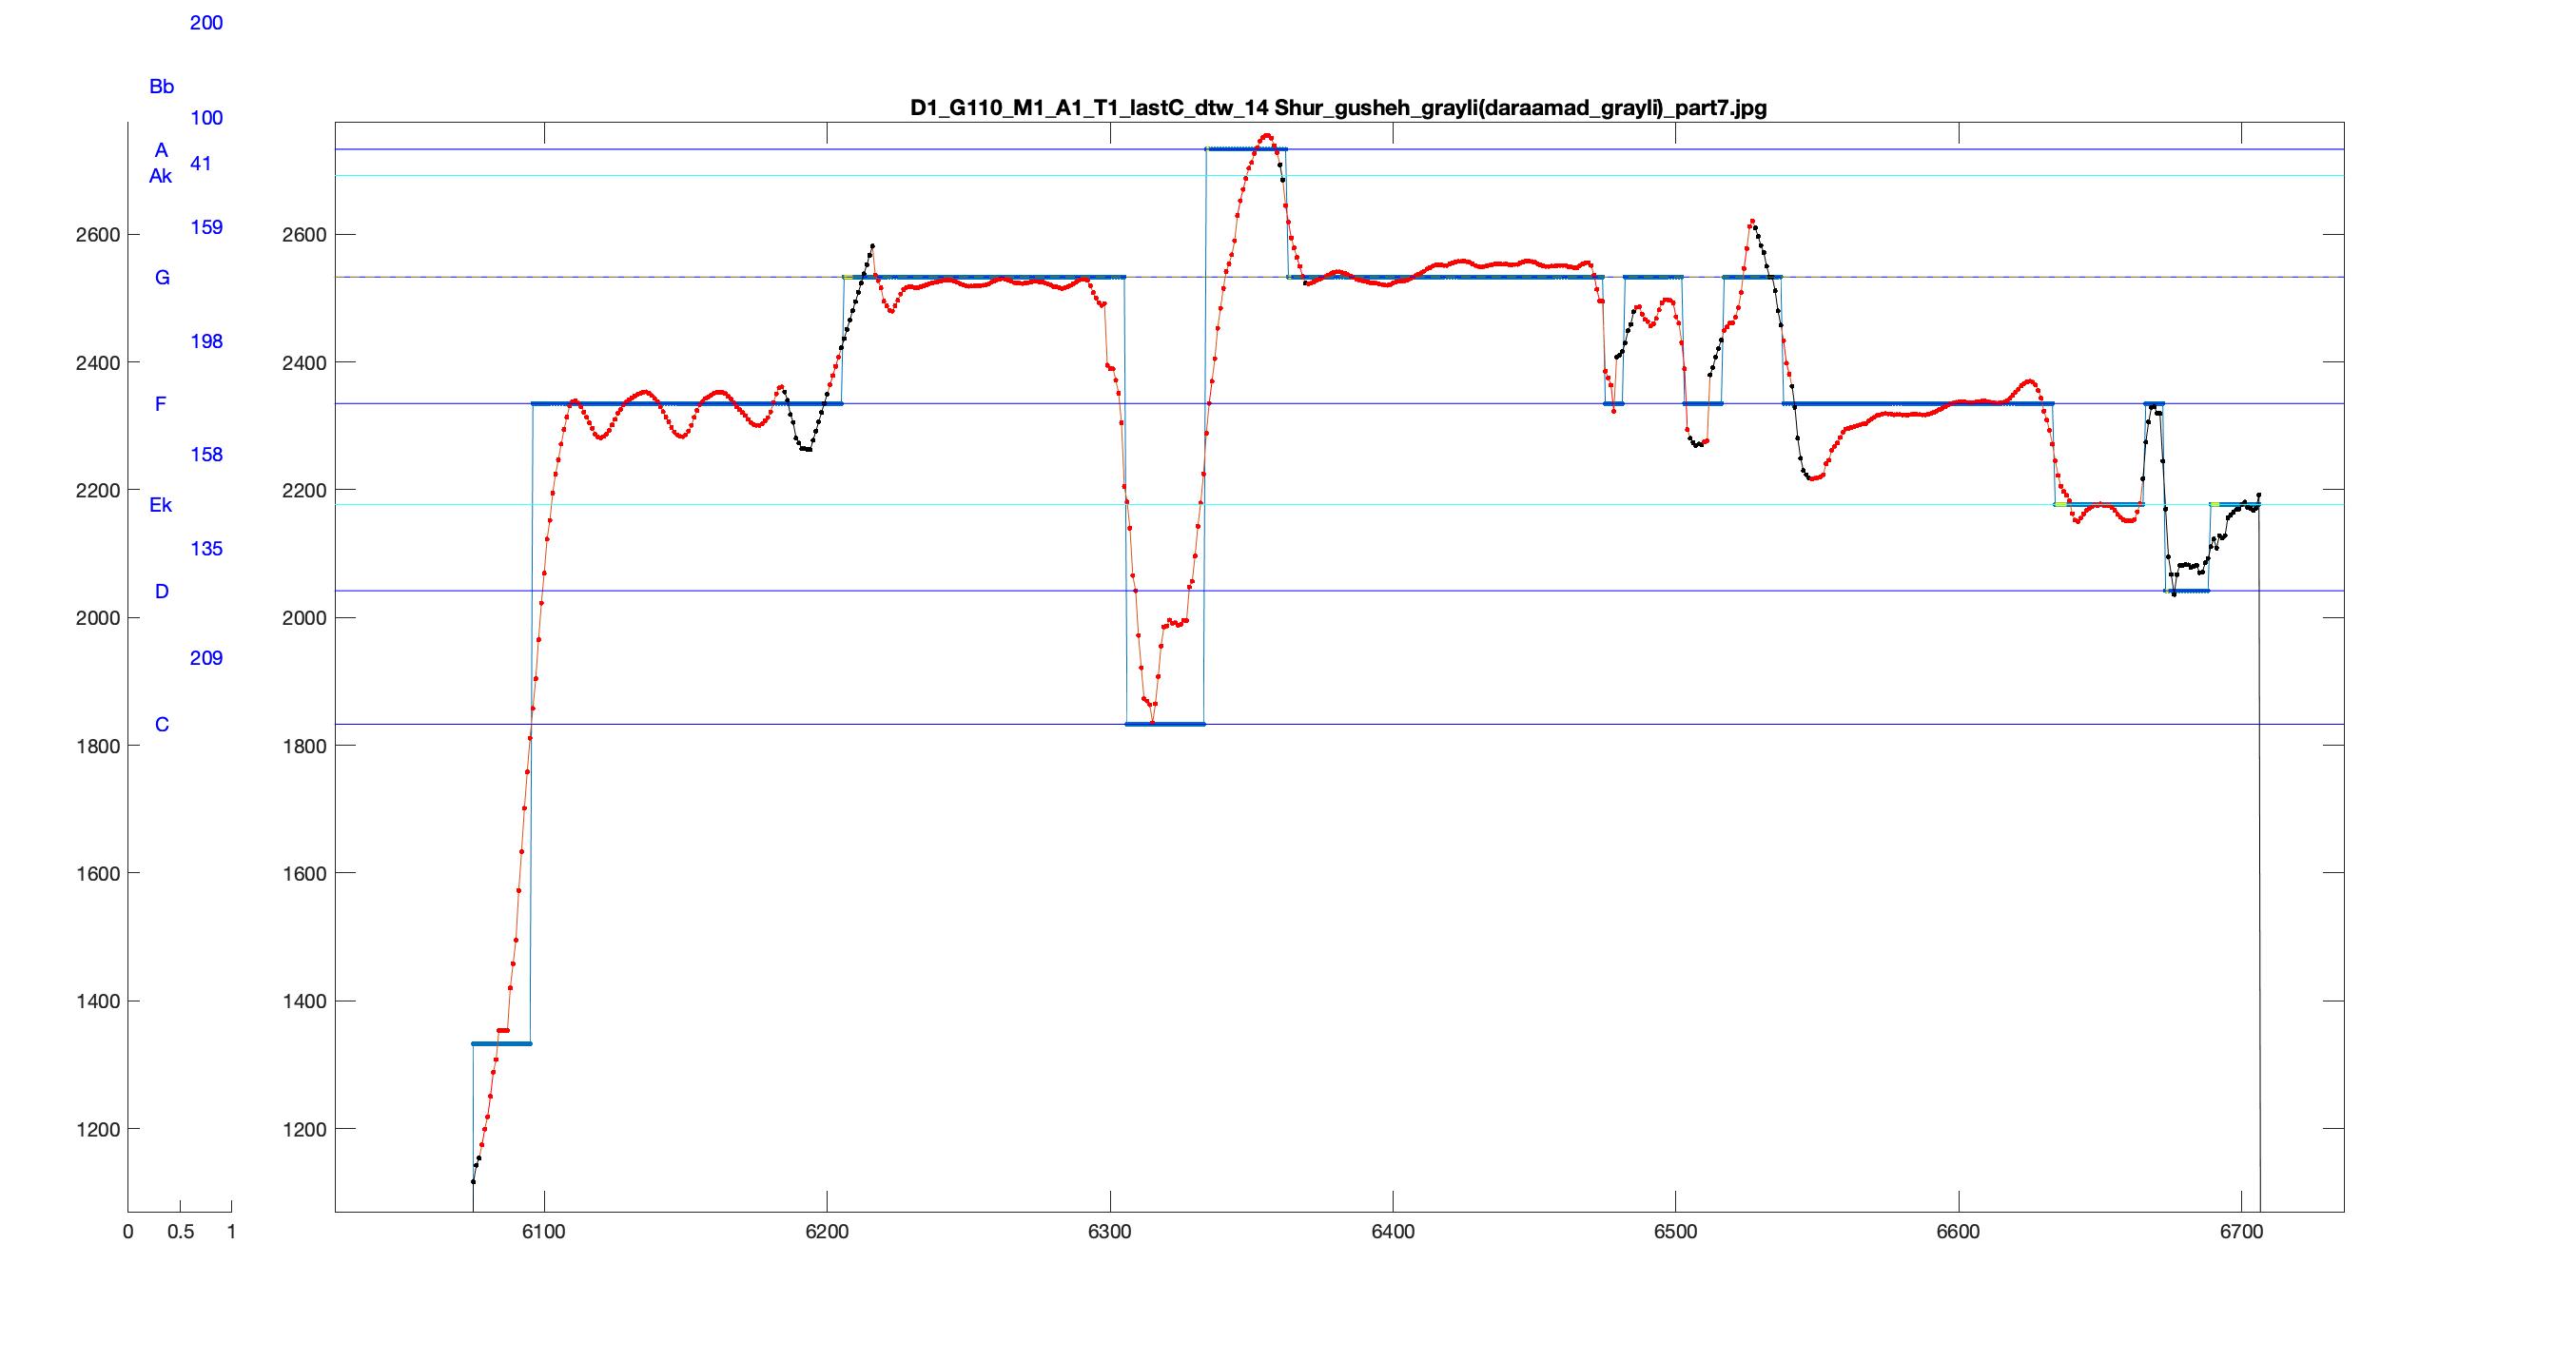 200
Bb
100
D1_G110_M1_A1_T1_lastC_dtw_14 Shur_gusheh_grayli(daraamad_grayli)_part7.jpg
A
41
Ak
159
2600
2600
G
198
2400
2400
F
158
2200
2200
Ek
135
D
2000
2000
209
C
1800
1800
1600
1600
1400
1400
1200
1200
0 0.5 1
6100 6200 6300 6400 6500 6600 6700